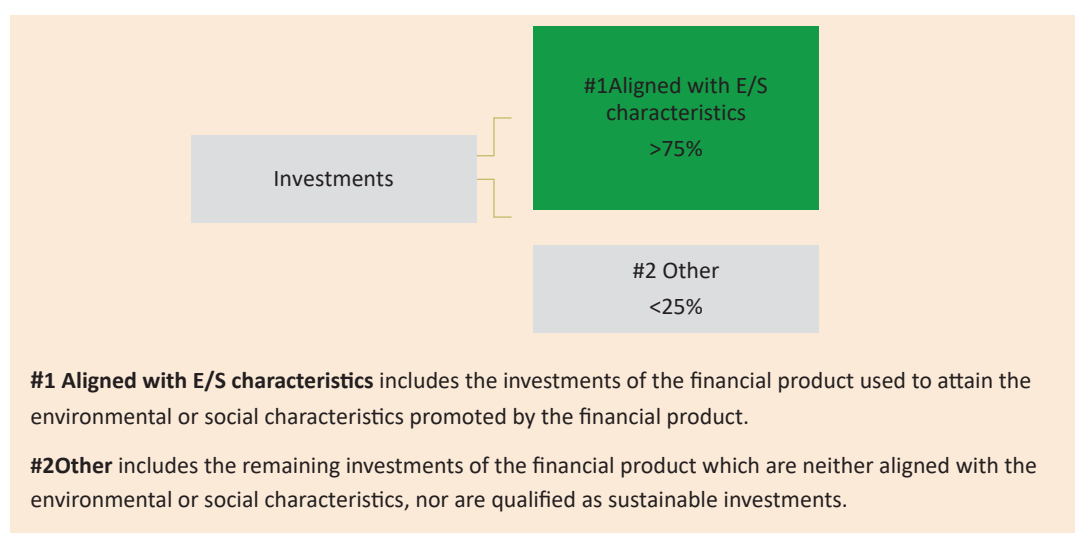 #1Aligned with E/S
characteristics
>75%
Investments
#2 Other
<25%
#1 Aligned with E/S characteristics includes the investments of the financial product used to attain the
environmental or social characteristics promoted by the financial product.
#2Other includes the remaining investments of the financial product which are neither aligned with the
environmental or social characteristics, nor are qualified as sustainable investments.